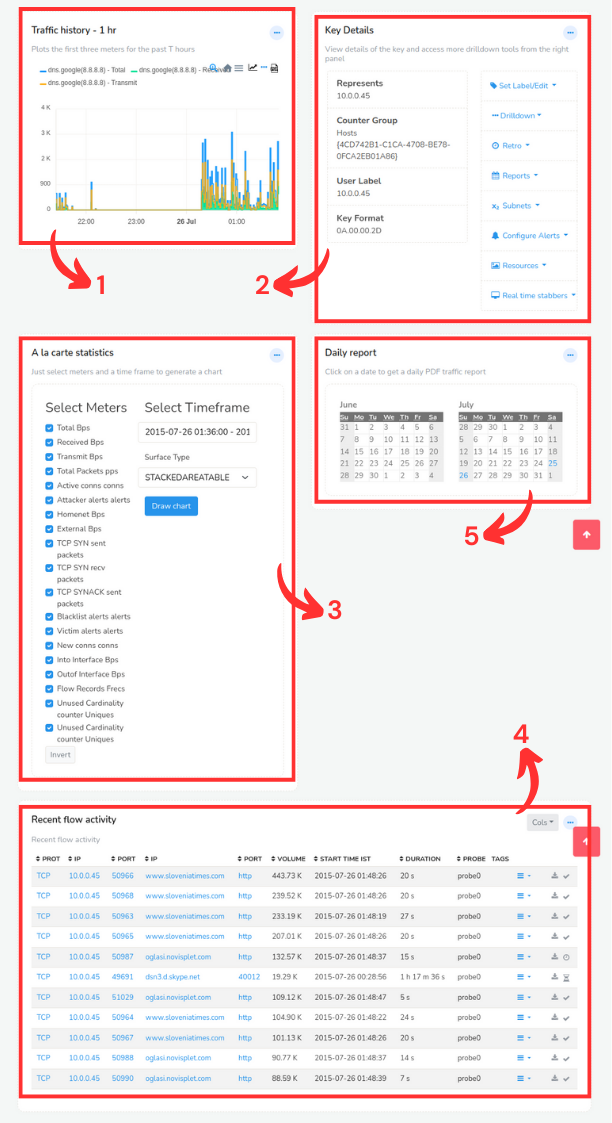 Traffic history - 1 hr
Plots the first three meters for the past T hours
dns.google(8.8.8.8) - Total dns.google(8.8.8.8) - Received
dns.google(8.8.8.8) - Transmit
4 K
3 K
2 K
900
0
22:00 23:00 26 Jul 01:00
1
Key Details
View details of the key and access more drilldown tools from the right
panel
Represents
10.0.0.45
Counter Group
Hosts
{4CD742B1-C1CA-4708-BE78-
0FCA2EB01A86}
User Label
10.0.0.45
Key Format
0A.00.00.2D
Set Label/Edit
Drilldown
Retro
Reports
Subnets
Configure Alerts
Resources
Real time stabbers
2
A la carte statistics
Just select meters and a time frame to generate a chart
Select Meters
Total Bps
Received Bps
Transmit Bps
Total Packets pps
Active conns conns
Attacker alerts alerts
Homenet Bps
External Bps
TCP SYN sent
packets
TCP SYN recv
packets
TCP SYNACK sent
packets
Blacklist alerts alerts
Victim alerts alerts
New conns conns
Into Interface Bps
Outof Interface Bps
Flow Records Frecs
Unused Cardinality
counter Uniques
Unused Cardinality
counter Uniques
Invert
Select Timeframe
2015-07-26 01:36:00 - 201
Surface Type
STACKEDAREATABLE
Draw chart
3
Daily report
Click on a date to get a daily PDF traffic report
June
Su Mo Tu We Th Fr Sa
31 1 2 3 4 5 6
7 8 9 10 11 12 13
14 15 16 17 18 19 20
21 22 23 24 25 26 27
28 29 30 1 2 3 4
July
Su Mo Tu We Th Fr Sa
28 29 30 1 2 3 4
5 6 7 8 9 10 11
12 13 14 15 16 17 18
19 20 21 22 23 24 25
26 27 28 29 30 31 1
5
4
Recent flow activity
Cols
Recent flow activity
PROT IP PORT IP PORT VOLUME START TIME IST DURATION PROBE TAGS
TCP 10.0.0.45 50966 www.sloveniatimes.com http 443.73 K 2015-07-26 01:48:26 20 s probe0
TCP 10.0.0.45 50968 www.sloveniatimes.com http 239.52 K 2015-07-26 01:48:26 20 s probe0
TCP 10.0.0.45 50963 www.sloveniatimes.com http 233.19 K 2015-07-26 01:48:19 27 s probe0
TCP 10.0.0.45 50965 www.sloveniatimes.com http 207.01 K 2015-07-26 01:48:26 20 s probe0
TCP 10.0.0.45 50987 oglasi.novisplet.com http 132.57 K 2015-07-26 01:48:37 15 s probe0
TCP 10.0.0.45 49691 dsn3.d.skype.net 40012 19.29 K 2015-07-26 00:28:56 1 h 17 m 36 s probe0
TCP 10.0.0.45 51029 oglasi.novisplet.com http 109.12 K 2015-07-26 01:48:47 5 s probe0
TCP 10.0.0.45 50964 www.sloveniatimes.com http 104.90 K 2015-07-26 01:48:22 24 s probe0
TCP 10.0.0.45 50967 www.sloveniatimes.com http 101.13 K 2015-07-26 01:48:26 20 s probe0
TCP 10.0.0.45 50988 oglasi.novisplet.com http 90.77 K 2015-07-26 01:48:37 14 s probe0
TCP 10.0.0.45 50990 oglasi.novisplet.com http 88.59 K 2015-07-26 01:48:39 7 s probe0